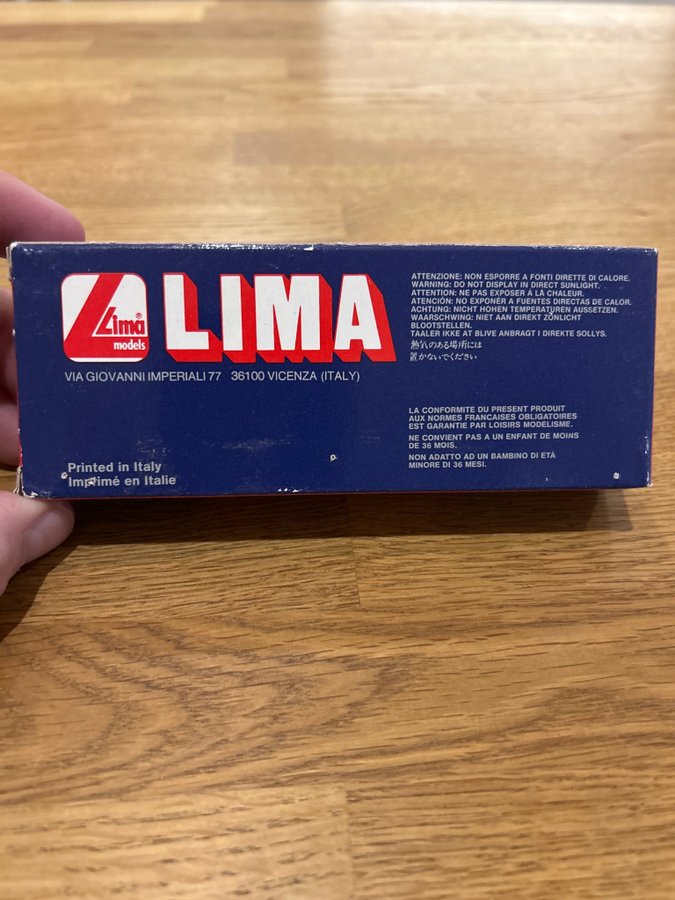 Lima®
models
LIMA
VIA GIOVANNI IMPERIALI 77 36100 VICENZA (ITALY)
Printed in Italy
Imprimé en Italie
ATTENZIONE: NON ESPORRE A FONTI DIRETTE DI CALORE.
WARNING: DO NOT DISPLAY IN DIRECT SUNLIGHT.
ATTENTION: NE PAS EXPOSER À LA CHALEUR.
ATENCIÓN: NO EXPONÉR A FUENTES DIRECTAS DE CALOR.
ACHTUNG: NICHT HOHEN TEMPERATUREN AUSSETZEN.
WAARSCHWING: NIET AAN DIREKT ZÖNLICHT
BLOOTSTELLEN.
TAALER IKKE AT BLIVE ANBRAGT I DIREKTE SOLLYS.
熱気のある場所には
置かないでください
LA CONFORMITE DU PRESENT PRODUIT
AUX NORMES FRANCAISES OBLIGATOIRES
EST GARANTIE PAR LOISIRS MODELISME.
NE CONVIENT PAS A UN ENFANT DE MOINS
DE 36 MOIS.
NON ADATTO AD UN BAMBINO DI ETÁ
MINORE DI 36 MESI.